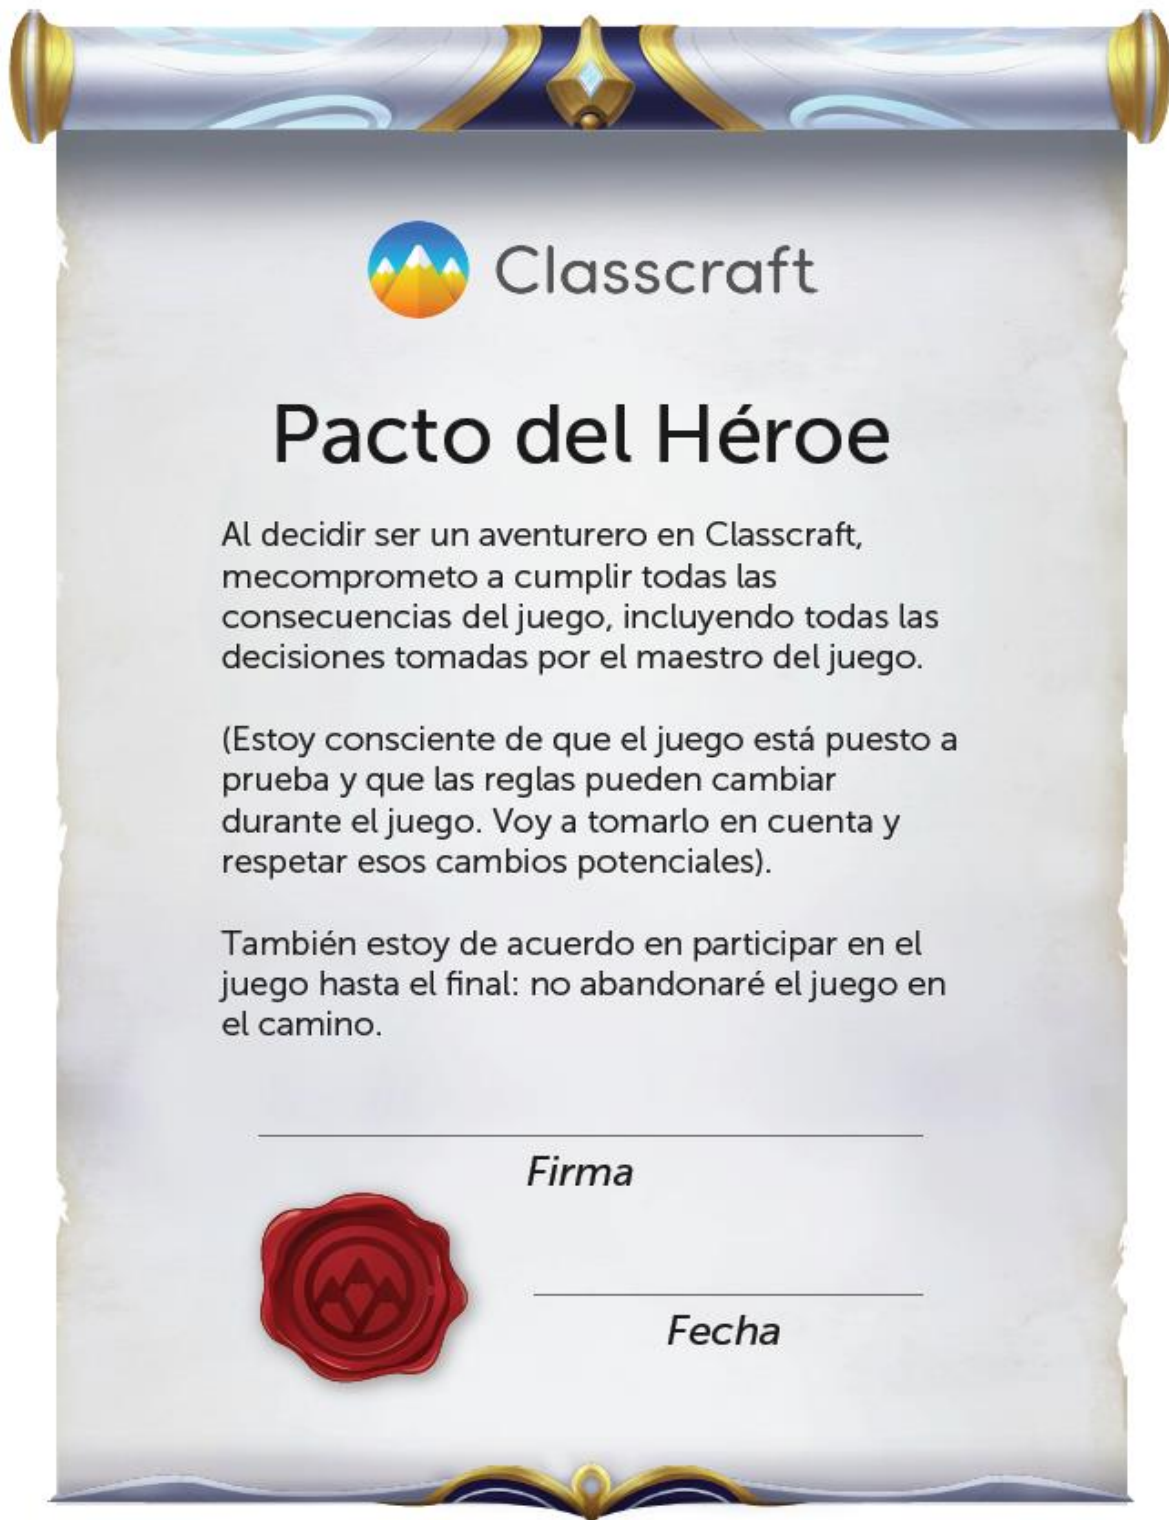 Classcraft
Pacto del Héroe
Al decidir ser un aventurero en Classcraft,
mecomprometo a cumplir todas las
consecuencias del juego, incluyendo todas las
decisiones tomadas por el maestro del juego.
(Estoy consciente de que el juego está puesto a
prueba y que las reglas pueden cambiar
durante el juego. Voy a tomarlo en cuenta y
respetar esos cambios potenciales).
También estoy de acuerdo en participar en el
juego hasta el final: no abandonaré el juego en
el camino.
Firma
Fecha